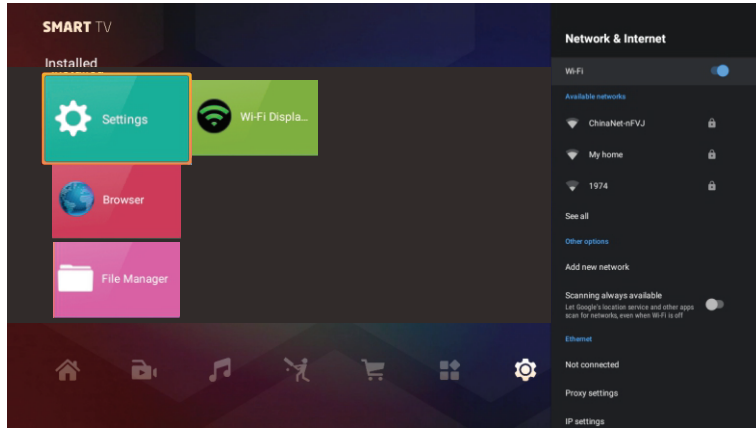 SMART TV
Installed
Settings
Wi-Fi Displa...
Browser
File Manager
Network & Internet
Wi-Fi
Available networks
ChinaNet-nFVJ
My home
1974
See all
Other options
Add new network
Scanning always available
Let Google's location service and other apps
scan for networks, even when Wi-Fi is off
Ethernet
Not connected
Proxy settings
IP settings